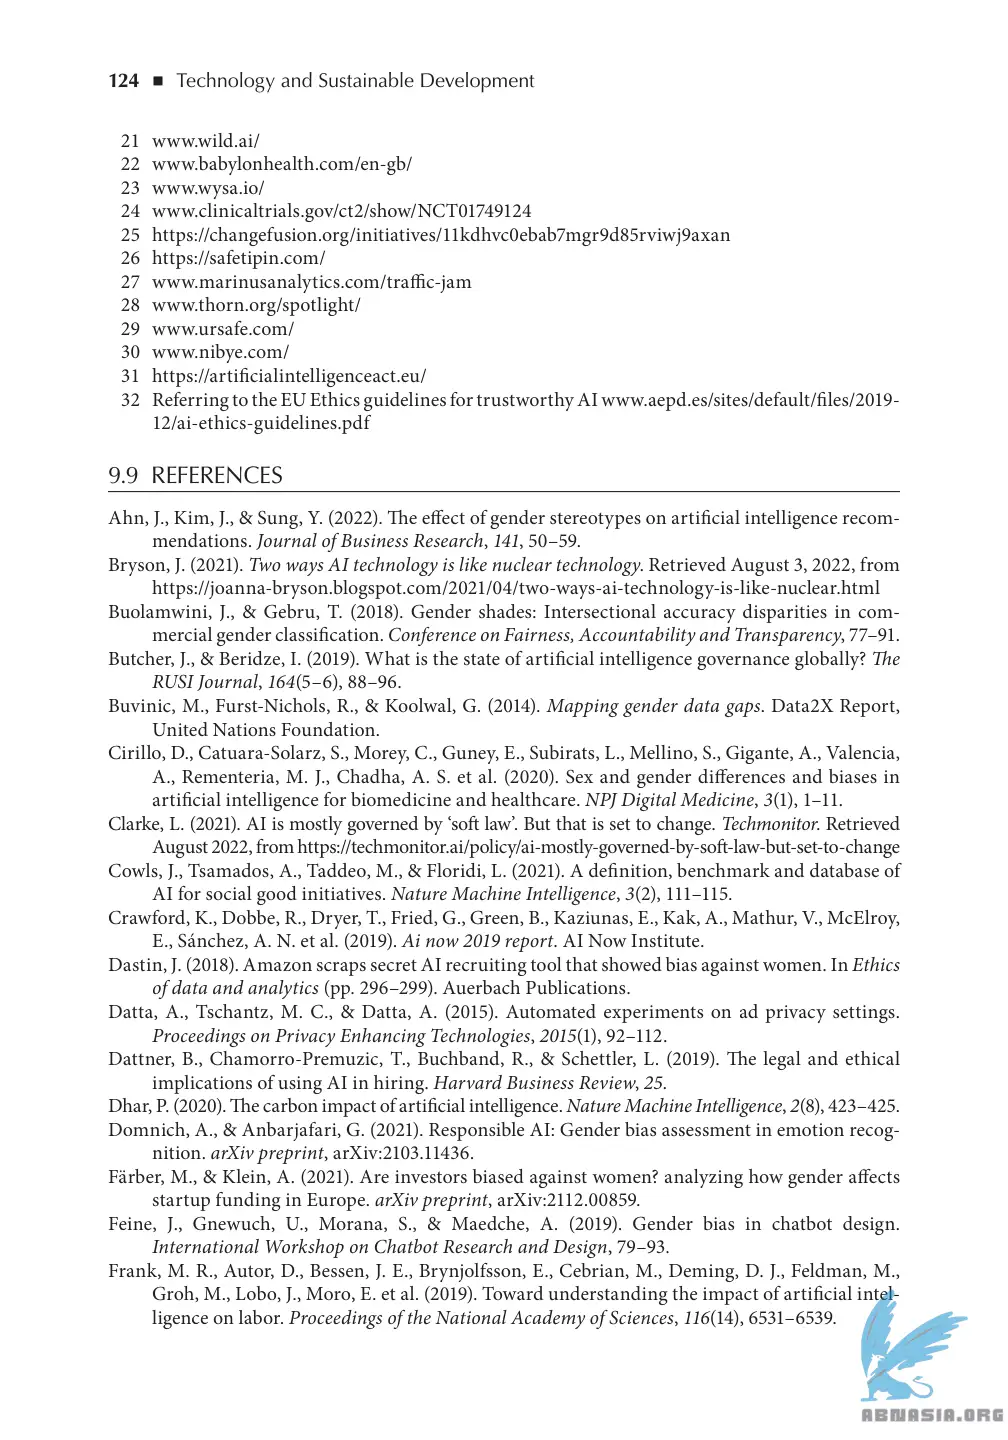 124 ■ Technology and Sustainable Development
21 www.wild.ai/
22 www.babylonhealth.com/en-gb/
23 www.wysa.io/
24 www.clinicaltrials.gov/ct2/show/NCT01749124
25 https://changefusion.org/initiatives/11kdhvc0ebab7mgr9d85rviwj9axan
26 https://safetipin.com/
27 www.marinusanalytics.com/traffic-jam
28 www.thorn.org/spotlight/
29 www.ursafe.com/
30 www.nibye.com/
31 https://artificialintelligenceact.eu/
32 Referring to the EU Ethics guidelines for trustworthy AI www.aepd.es/sites/default/files/2019-
12/ai-ethics-guidelines.pdf
9.9 REFERENCES
Ahn, J., Kim, J., & Sung, Y. (2022). The effect of gender stereotypes on artificial intelligence recom-
mendations. Journal of Business Research, 141, 50–59.
Bryson, J. (2021). Two ways AI technology is like nuclear technology. Retrieved August 3, 2022, from
https://joanna-bryson.blogspot.com/2021/04/two-ways-ai-technology-is-like-nuclear.html
Buolamwini, J., & Gebru, T. (2018). Gender shades: Intersectional accuracy disparities in com-
mercial gender classification. Conference on Fairness, Accountability and Transparency, 77–91.
Butcher, J., & Beridze, I. (2019). What is the state of artificial intelligence governance globally? The
RUSI Journal, 164(5–6), 88–96.
Buvinic, M., Furst-Nichols, R., & Koolwal, G. (2014). Mapping gender data gaps. Data2X Report,
United Nations Foundation.
Cirillo, D., Catuara-Solarz, S., Morey, C., Guney, E., Subirats, L., Mellino, S., Gigante, A., Valencia,
A., Rementeria, M. J., Chadha, A. S. et al. (2020). Sex and gender differences and biases in
artificial intelligence for biomedicine and healthcare. NPJ Digital Medicine, 3(1), 1–11.
Clarke, L. (2021). AI is mostly governed by ‘soft law’. But that is set to change. Techmonitor. Retrieved
August 2022, from https://techmonitor.ai/policy/ai-mostly-governed-by-soft-law-but-set-to-change
Cowls, J., Tsamados, A., Taddeo, M., & Floridi, L. (2021). A definition, benchmark and database of
AI for social good initiatives. Nature Machine Intelligence, 3(2), 111–115.
Crawford, K., Dobbe, R., Dryer, T., Fried, G., Green, B., Kaziunas, E., Kak, A., Mathur, V., McElroy,
E., Sánchez, A. N. et al. (2019). Ai now 2019 report. AI Now Institute.
Dastin, J. (2018). Amazon scraps secret AI recruiting tool that showed bias against women. In Ethics
of data and analytics (pp. 296–299). Auerbach Publications.
Datta, A., Tschantz, M. C., & Datta, A. (2015). Automated experiments on ad privacy settings.
Proceedings on Privacy Enhancing Technologies, 2015(1), 92–112.
Dattner, B., Chamorro-Premuzic, T., Buchband, R., & Schettler, L. (2019). The legal and ethical
implications of using AI in hiring. Harvard Business Review, 25.
Dhar, P. (2020). The carbon impact of artificial intelligence. Nature Machine Intelligence, 2(8), 423–425.
Domnich, A., & Anbarjafari, G. (2021). Responsible AI: Gender bias assessment in emotion recog-
nition. arXiv preprint, arXiv:2103.11436.
Färber, M., & Klein, A. (2021). Are investors biased against women? analyzing how gender affects
startup funding in Europe. arXiv preprint, arXiv:2112.00859.
Feine, J., Gnewuch, U., Morana, S., & Maedche, A. (2019). Gender bias in chatbot design.
International Workshop on Chatbot Research and Design, 79–93.
Frank, M. R., Autor, D., Bessen, J. E., Brynjolfsson, E., Cebrian, M., Deming, D. J., Feldman, M.,
Groh, M., Lobo, J., Moro, E. et al. (2019). Toward understanding the impact of artificial intel-
ligence on labor. Proceedings of the National Academy of Sciences, 116(14), 6531–6539.
ABNASIA.ORG